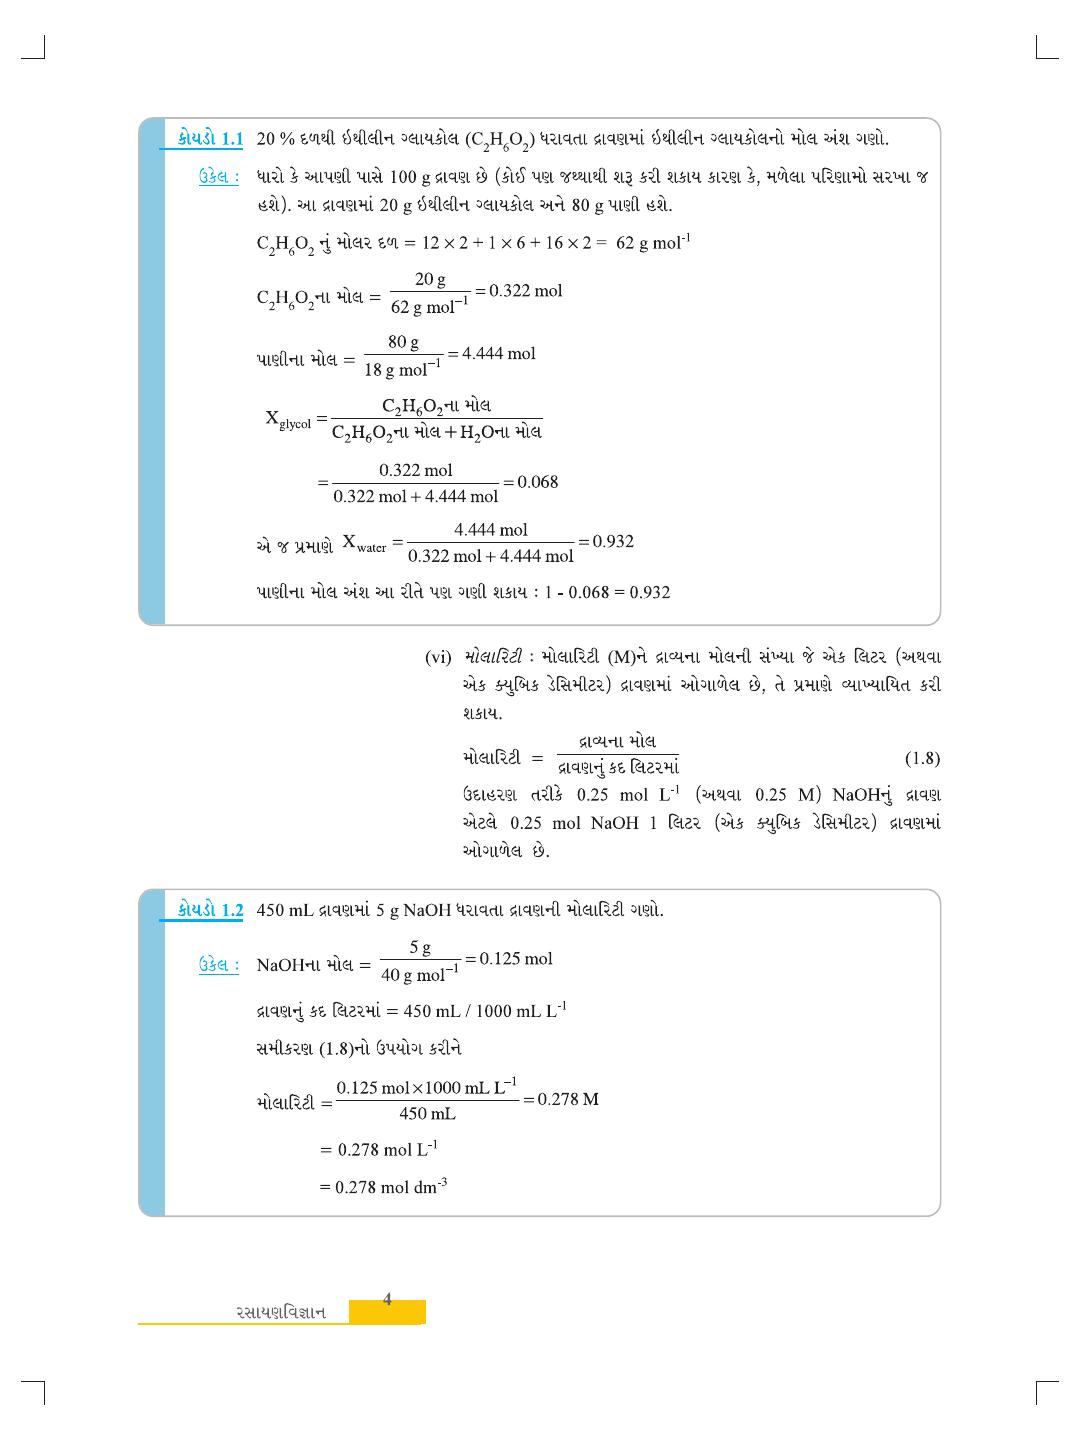 કોયડો 1.1 20 % દળથી ઇથીલીન ગ્લાયકોલ (C₂H₆O₂) ધરાવતા દ્રાવણમાં ઇથીલીન ગ્લાયકોલનો મોલ અંશ ગણો.
ઉકેલ : ધારો કે આપણી પાસે 100 g દ્રાવણ છે (કોઈ પણ જથ્થાથી શરૂ કરી શકાય કારણ કે, મળેલા પરિણામો સરખા જ
હશે). આ દ્રાવણમાં 20 g ઇથીલીન ગ્લાયકોલ અને 80 g પાણી હશે.
C₂H₆O₂ નું મોલર દળ = 12 × 2 + 1 × 6 + 16 × 2 = 62 g mol⁻¹
C₂H₆O₂ના મોલ = 20 g / 62 g mol⁻¹ = 0.322 mol
પાણીના મોલ = 80 g / 18 g mol⁻¹ = 4.444 mol
X_glycol = C₂H₆O₂ના મોલ / C₂H₆O₂ના મોલ + H₂Oના મોલ
= 0.322 mol / 0.322 mol + 4.444 mol = 0.068
એ જ પ્રમાણે X_water = 4.444 mol / 0.322 mol + 4.444 mol = 0.932
પાણીના મોલ અંશ આ રીતે પણ ગણી શકાય : 1 - 0.068 = 0.932
(vi) મોલારિટી : મોલારિટી (M)ને દ્રાવ્યના મોલની સંખ્યા જે એક લિટર (અથવા
એક ક્યુબિક ડેસિમીટર) દ્રાવણમાં ઓગાળેલ છે, તે પ્રમાણે વ્યાખ્યાયિત કરી
શકાય.
મોલારિટી = દ્રાવ્યના મોલ / દ્રાવણનું કદ લિટરમાં (1.8)
ઉદાહરણ તરીકે 0.25 mol L⁻¹ (અથવા 0.25 M) NaOHનું દ્રાવણ
એટલે 0.25 mol NaOH 1 લિટર (એક ક્યુબિક ડેસિમીટર) દ્રાવણમાં
ઓગાળેલ છે.
કોયડો 1.2 450 mL દ્રાવણમાં 5 g NaOH ધરાવતા દ્રાવણની મોલારિટી ગણો.
ઉકેલ : NaOHના મોલ = 5 g / 40 g mol⁻¹ = 0.125 mol
દ્રાવણનું કદ લિટરમાં = 450 mL / 1000 mL L⁻¹
સમીકરણ (1.8)નો ઉપયોગ કરીને
મોલારિટી = 0.125 mol × 1000 mL L⁻¹ / 450 mL = 0.278 M
= 0.278 mol L⁻¹
= 0.278 mol dm⁻³
રસાયણવિજ્ઞાન 4